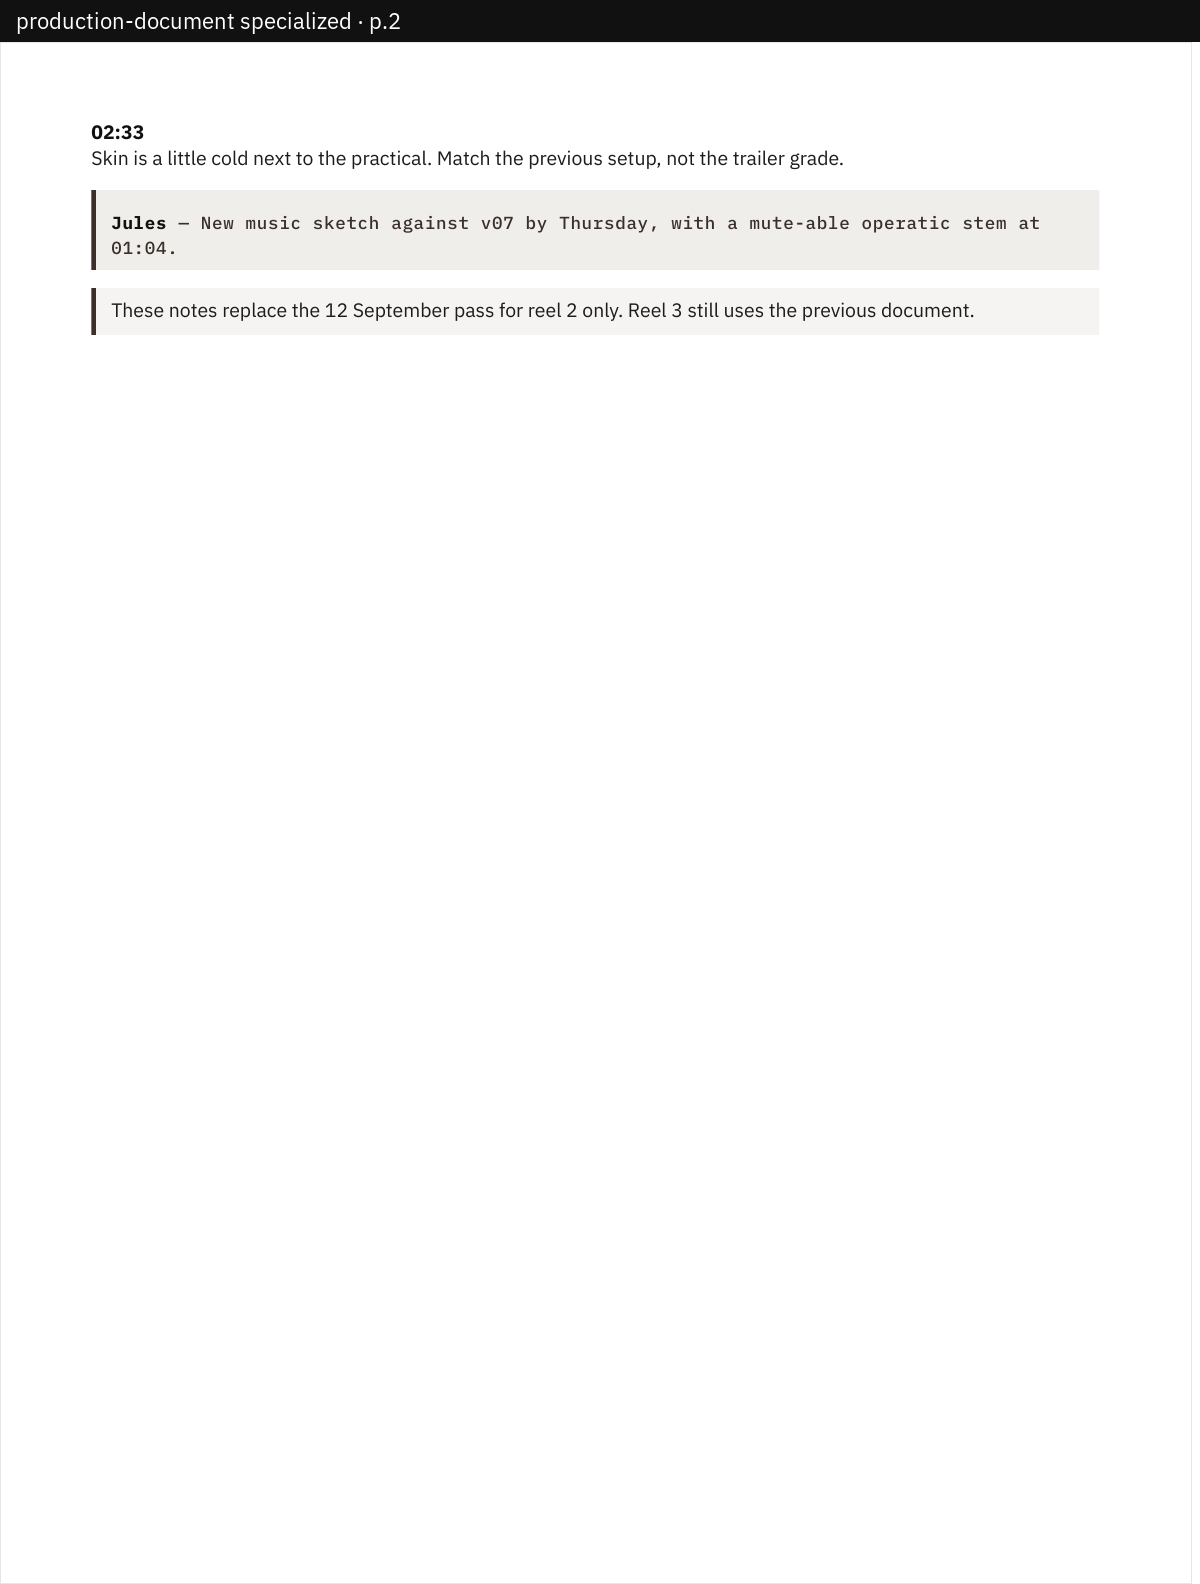 production-document specialized · p.2
02:33
Skin is a little cold next to the practical. Match the previous setup, not the trailer grade.
Jules — New music sketch against v07 by Thursday, with a mute-able operatic stem at
01:04.
These notes replace the 12 September pass for reel 2 only. Reel 3 still uses the previous document.